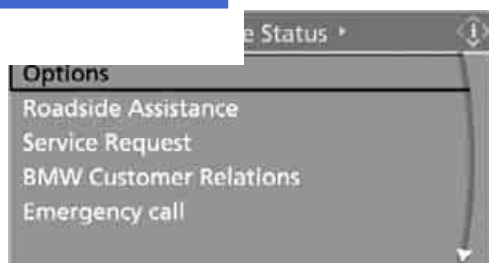 e Status
Options
Roadside Assistance
Service Request
BMW Customer Relations
Emergency call